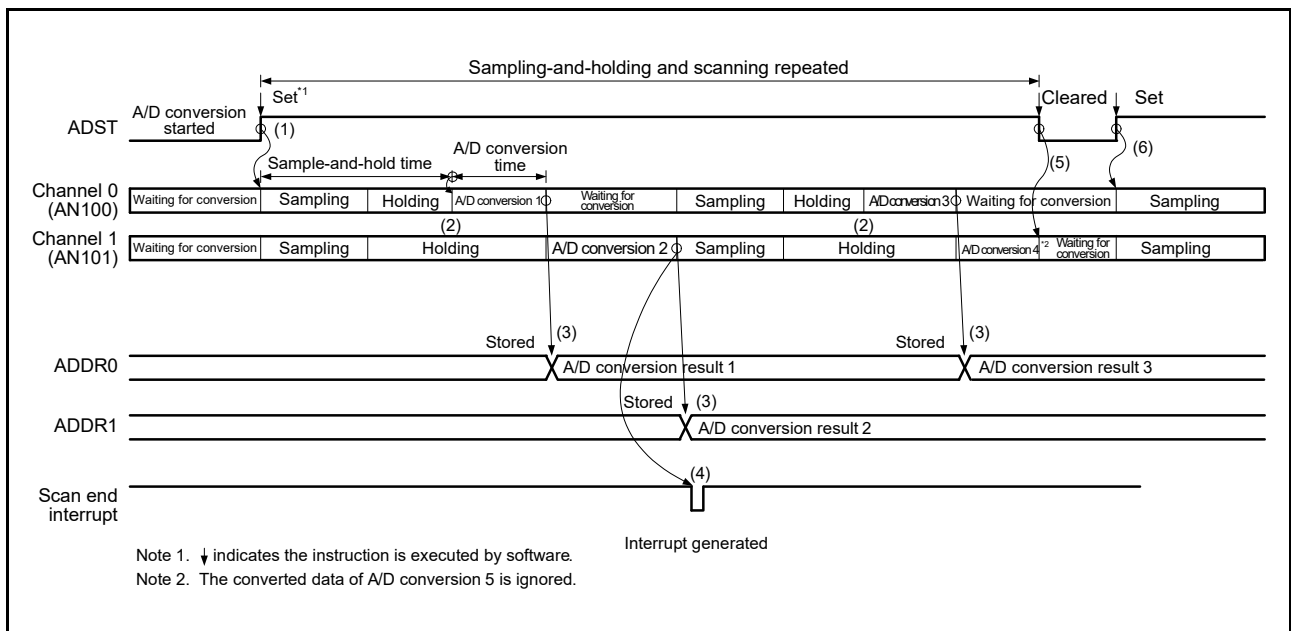 Sampling-and-holding and scanning repeated
A/D conversion
started
Set*1
Cleared
Set
ADST
(1)
(5)
(6)
Sample-and-hold time
A/D conversion
time
Channel 0
(AN100)
Waiting for conversion
Sampling
Holding
A/D conversion 1
Waiting for
conversion
Sampling
Holding
A/D conversion 3
Waiting for conversion
Sampling
(2)
(2)
Channel 1
(AN101)
Waiting for conversion
Sampling
Holding
A/D conversion 2
Sampling
Holding
A/D conversion 4
*2
Waiting for
conversion
Sampling
Stored
(3)
Stored
(3)
ADDR0
A/D conversion result 1
A/D conversion result 3
Stored
(3)
ADDR1
A/D conversion result 2
(4)
Scan end
interrupt
Interrupt generated
Note 1. ↓ indicates the instruction is executed by software.
Note 2. The converted data of A/D conversion 5 is ignored.